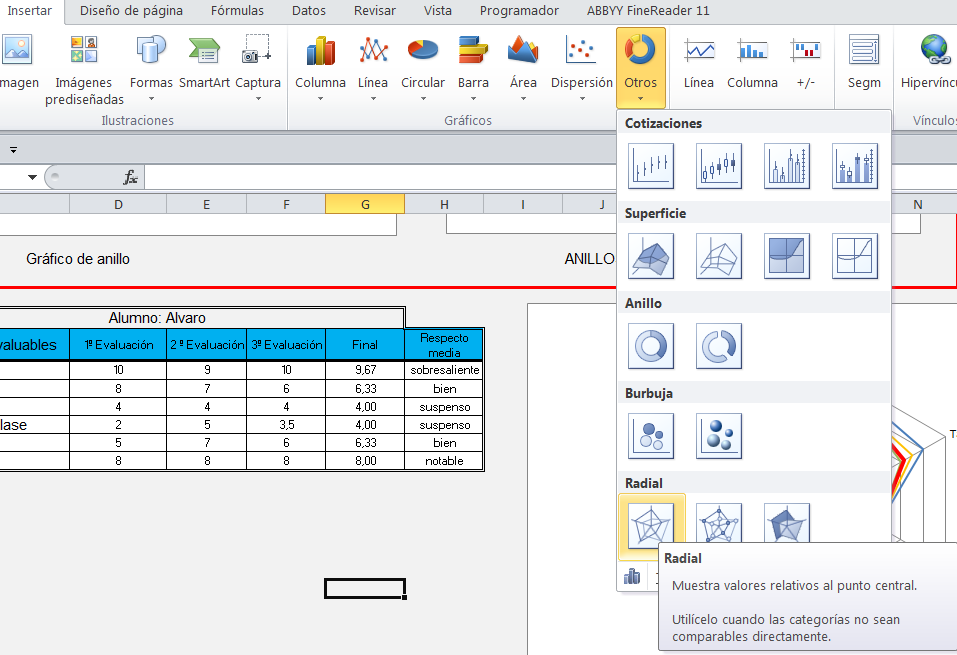 Insertar Diseño de página Fórmulas Datos Revisar Vista Programador ABBYY FineReader 11
magen Imágenes prediseñadas Formas SmartArt Captura Columna Línea Circular Barra Área Dispersión Otros Línea Columna +/- Segm Hipervínc
Ilustraciones Gráficos Vínculos
fx
Cotizaciones
D E F G H I J N
Superficie
Gráfico de anillo ANILLO
Anillo
Alumno: Alvaro
valuables 1ª Evaluación 2ª Evaluación 3ª Evaluación Final Respecto media
10 9 10 9,67 sobresaliente
8 7 6 6,33 bien
Burbuja
4 4 4 4,00 suspenso
lase 2 5 3,5 4,00 suspenso
5 7 6 6,33 bien
8 8 8 8,00 notable
Radial
Radial
Muestra valores relativos al punto central.
Utilícelo cuando las categorías no sean
comparables directamente.